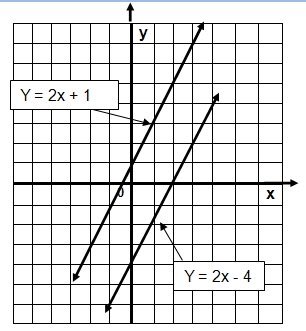 y
Y = 2x + 1
0
x
Y = 2x - 4